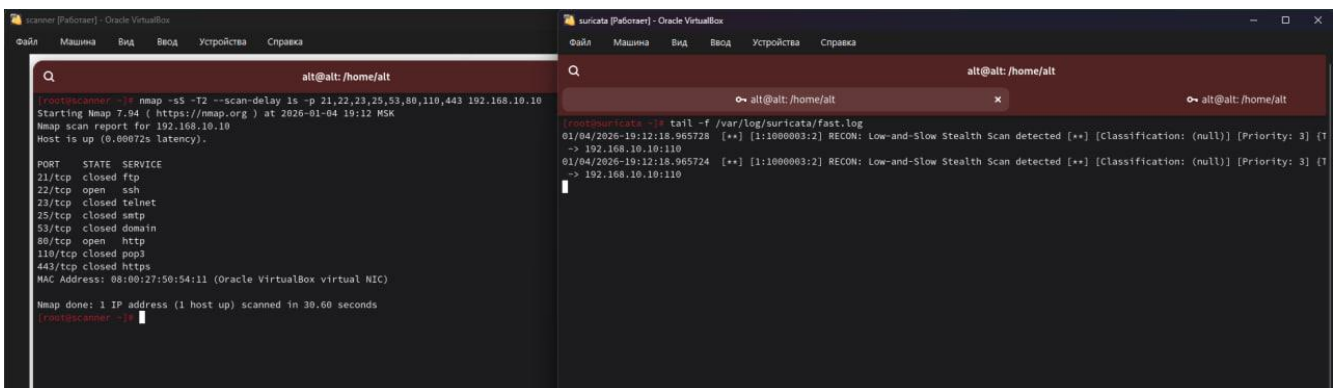 scanner [Работает] - Oracle VirtualBox
Файл Машина Вид Ввод Устройства Справка
alt@alt: /home/alt
[root@scanner ~]# nmap -sS -T2 --scan-delay 1s -p 21,22,23,25,53,80,110,443 192.168.10.10
Starting Nmap 7.94 ( https://nmap.org ) at 2026-01-04 19:12 MSK
Nmap scan report for 192.168.10.10
Host is up (0.00072s latency).
PORT STATE SERVICE
21/tcp closed ftp
22/tcp open ssh
23/tcp closed telnet
25/tcp closed smtp
53/tcp closed domain
80/tcp open http
110/tcp closed pop3
443/tcp closed https
MAC Address: 08:00:27:50:54:11 (Oracle VirtualBox virtual NIC)
Nmap done: 1 IP address (1 host up) scanned in 30.60 seconds
[root@scanner ~]#
suricata [Работает] - Oracle VirtualBox
Файл Машина Вид Ввод Устройства Справка
alt@alt: /home/alt
alt@alt: /home/alt × alt@alt: /home/alt
[root@suricata ~]# tail -f /var/log/suricata/fast.log
01/04/2026-19:12:18.965728 [**] [1:1000003:2] RECON: Low-and-Slow Stealth Scan detected [**] [Classification: (null)] [Priority: 3] {T
-> 192.168.10.10:110
01/04/2026-19:12:18.965724 [**] [1:1000003:2] RECON: Low-and-Slow Stealth Scan detected [**] [Classification: (null)] [Priority: 3] {T
-> 192.168.10.10:110